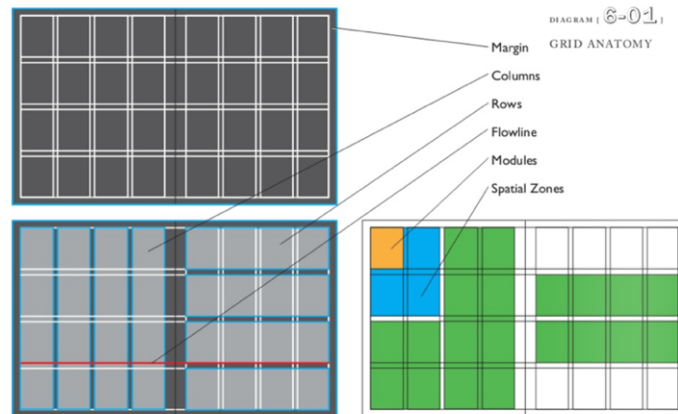 DIAGRAM [ 6-01 ]
GRID ANATOMY
Margin
Columns
Rows
Flowline
Modules
Spatial Zones